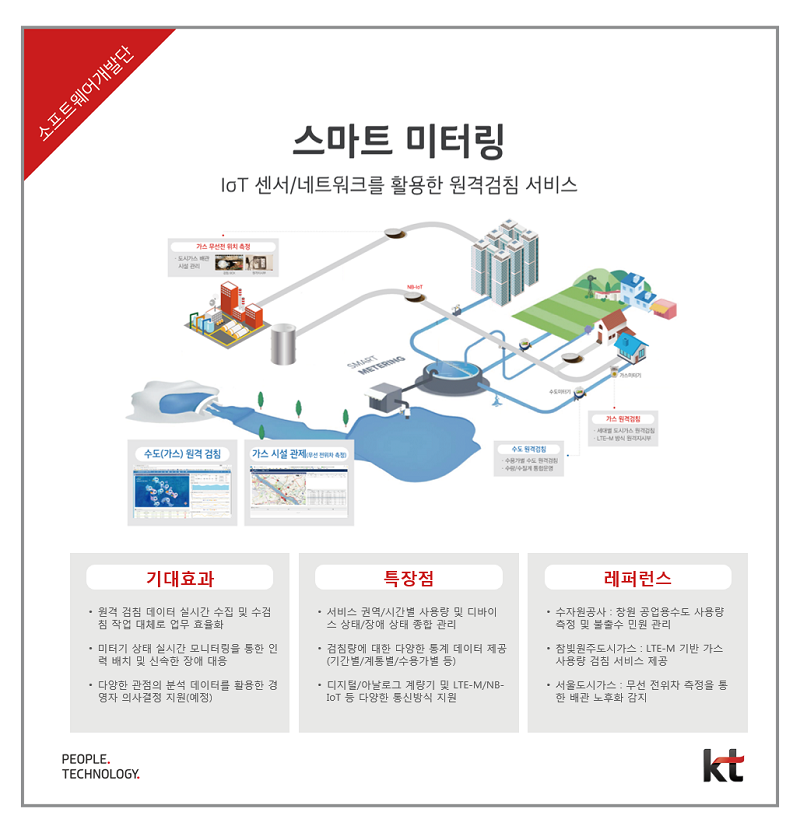 소프트웨어개발단
스마트 미터링
IoT 센서/네트워크를 활용한 원격검침 서비스
가스 무선전 위치 측정
· 도시가스 배관
시설 관리
NB-IoT
SMART
METERING
가스미터기
수도미터기
가스 원격검침
· 세대별 도시가스 원격검침
· LTE-M 방식 원격지시부
수도 원격검침
· 수용가별 수도 원격검침
· 수량/수질계 통합운영
수도(가스) 원격 검침
가스 시설 관제(무선 전위차 측정)
기대효과
• 원격 검침 데이터 실시간 수집 및 수검
침 작업 대체로 업무 효율화
• 미터기 상태 실시간 모니터링을 통한 인
력 배치 및 신속한 장애 대응
• 다양한 관점의 분석 데이터를 활용한 경
영자 의사결정 지원(예정)
특장점
• 서비스 권역/시간별 사용량 및 디바이
스 상태/장애 상태 종합 관리
• 검침량에 대한 다양한 통계 데이터 제공
(기간별/계통별/수용가별 등)
• 디지털/아날로그 계량기 및 LTE-M/NB-
IoT 등 다양한 통신방식 지원
레퍼런스
• 수자원공사 : 창원 공업용수도 사용량
측정 및 불출수 민원 관리
• 참빛원주도시가스 : LTE-M 기반 가스
사용량 검침 서비스 제공
• 서울도시가스 : 무선 전위차 측정을 통
한 배관 노후화 감지
PEOPLE.
TECHNOLOGY.
kt